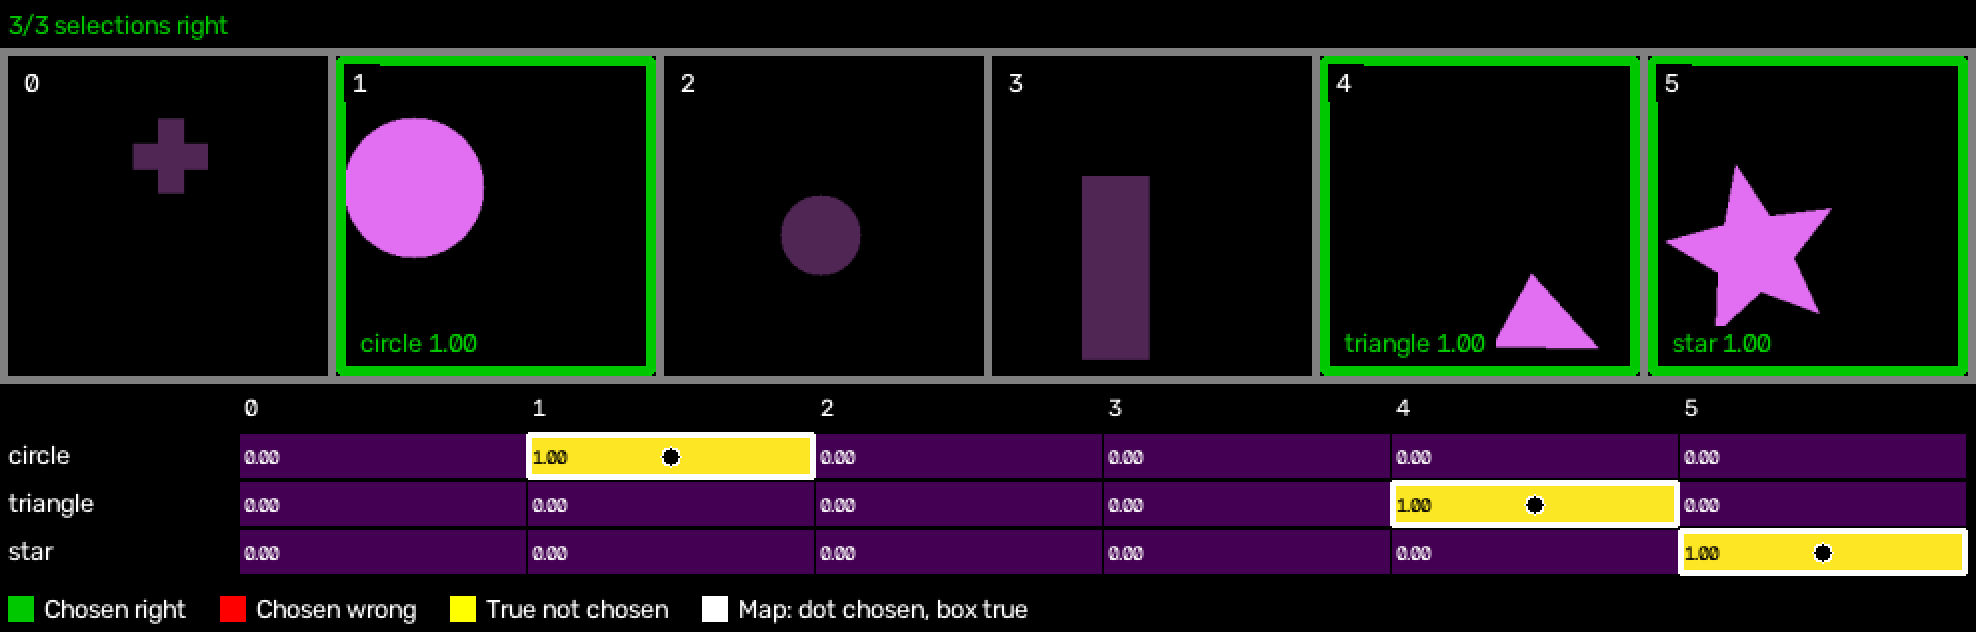 3/3 selections right
0 1 2 3 4 5
circle 1.00 triangle 1.00 star 1.00
0 1 2 3 4 5
circle 0.00 1.00 0.00 0.00 0.00 0.00
triangle 0.00 0.00 0.00 0.00 1.00 0.00
star 0.00 0.00 0.00 0.00 0.00 1.00
Chosen right Chosen wrong True not chosen Map: dot chosen, box true